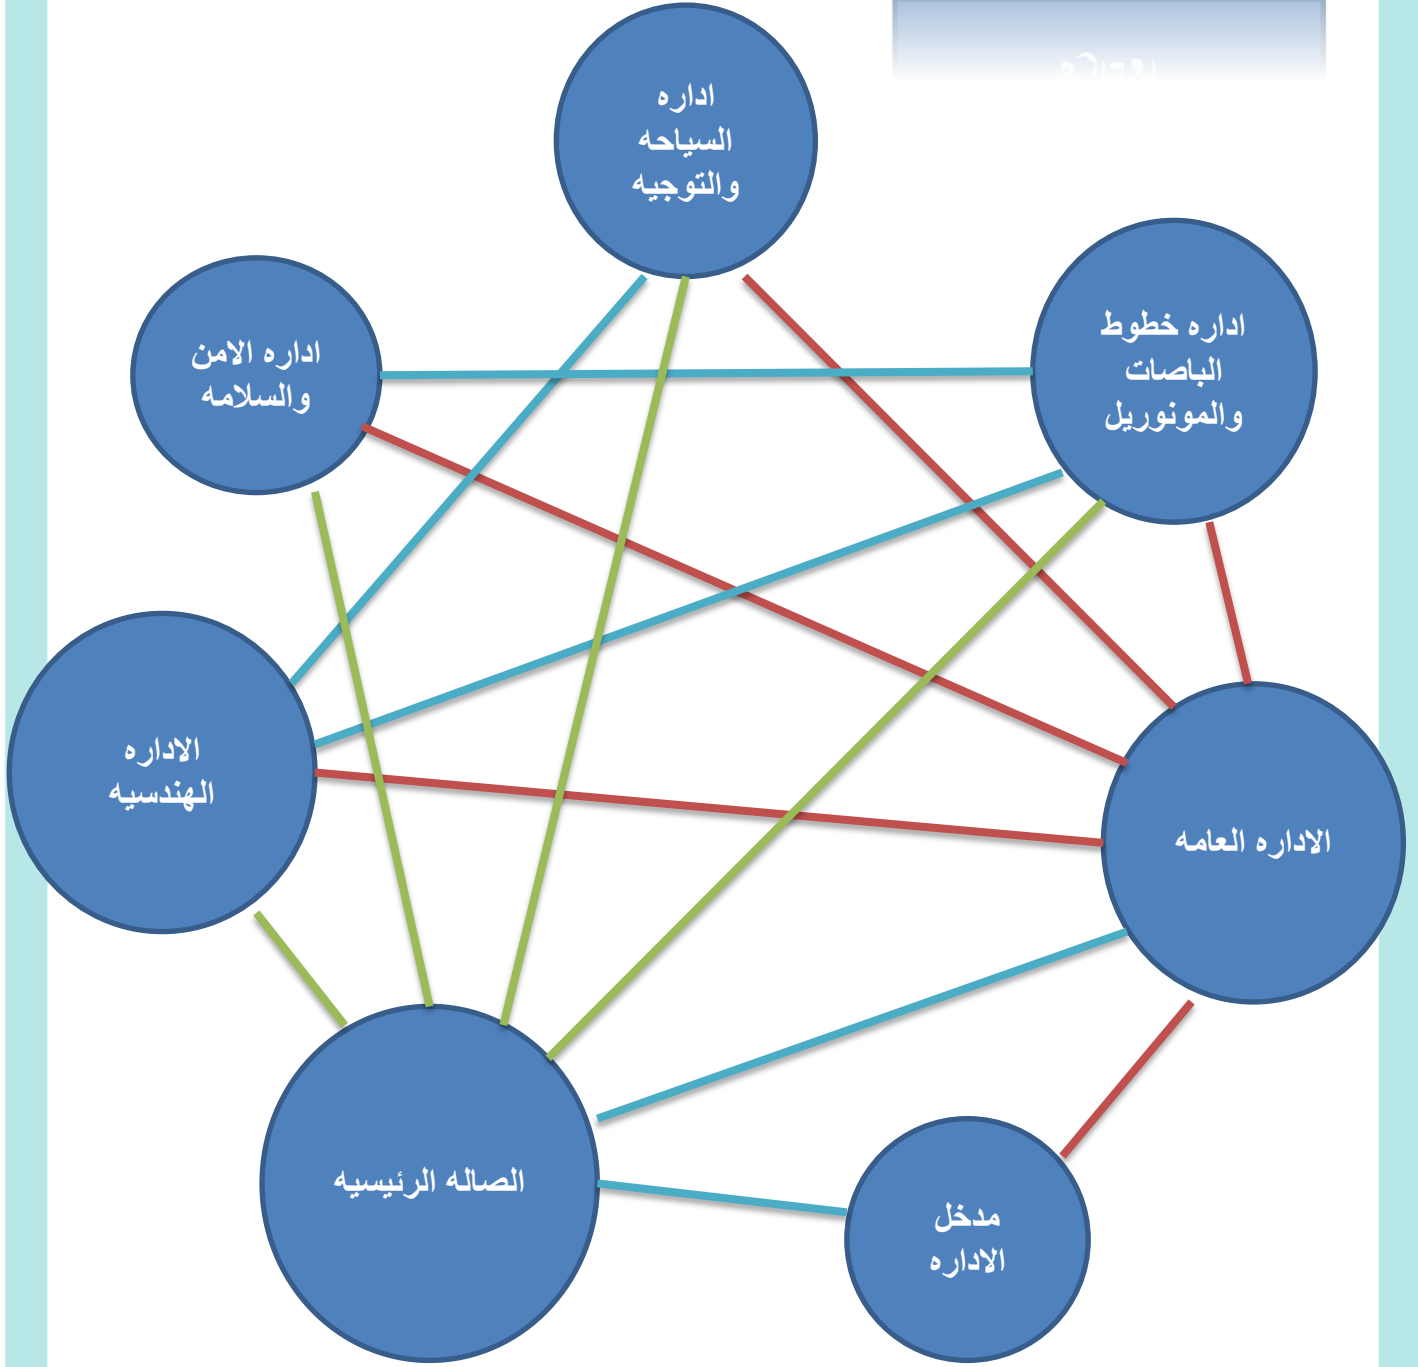 اداره
السياحه
والتوجيه
اداره خطوط
الباصات
والمونوريل
اداره الامن
والسلامه
الاداره
الهندسيه
الاداره العامه
الصاله الرئيسيه
مدخل
الاداره